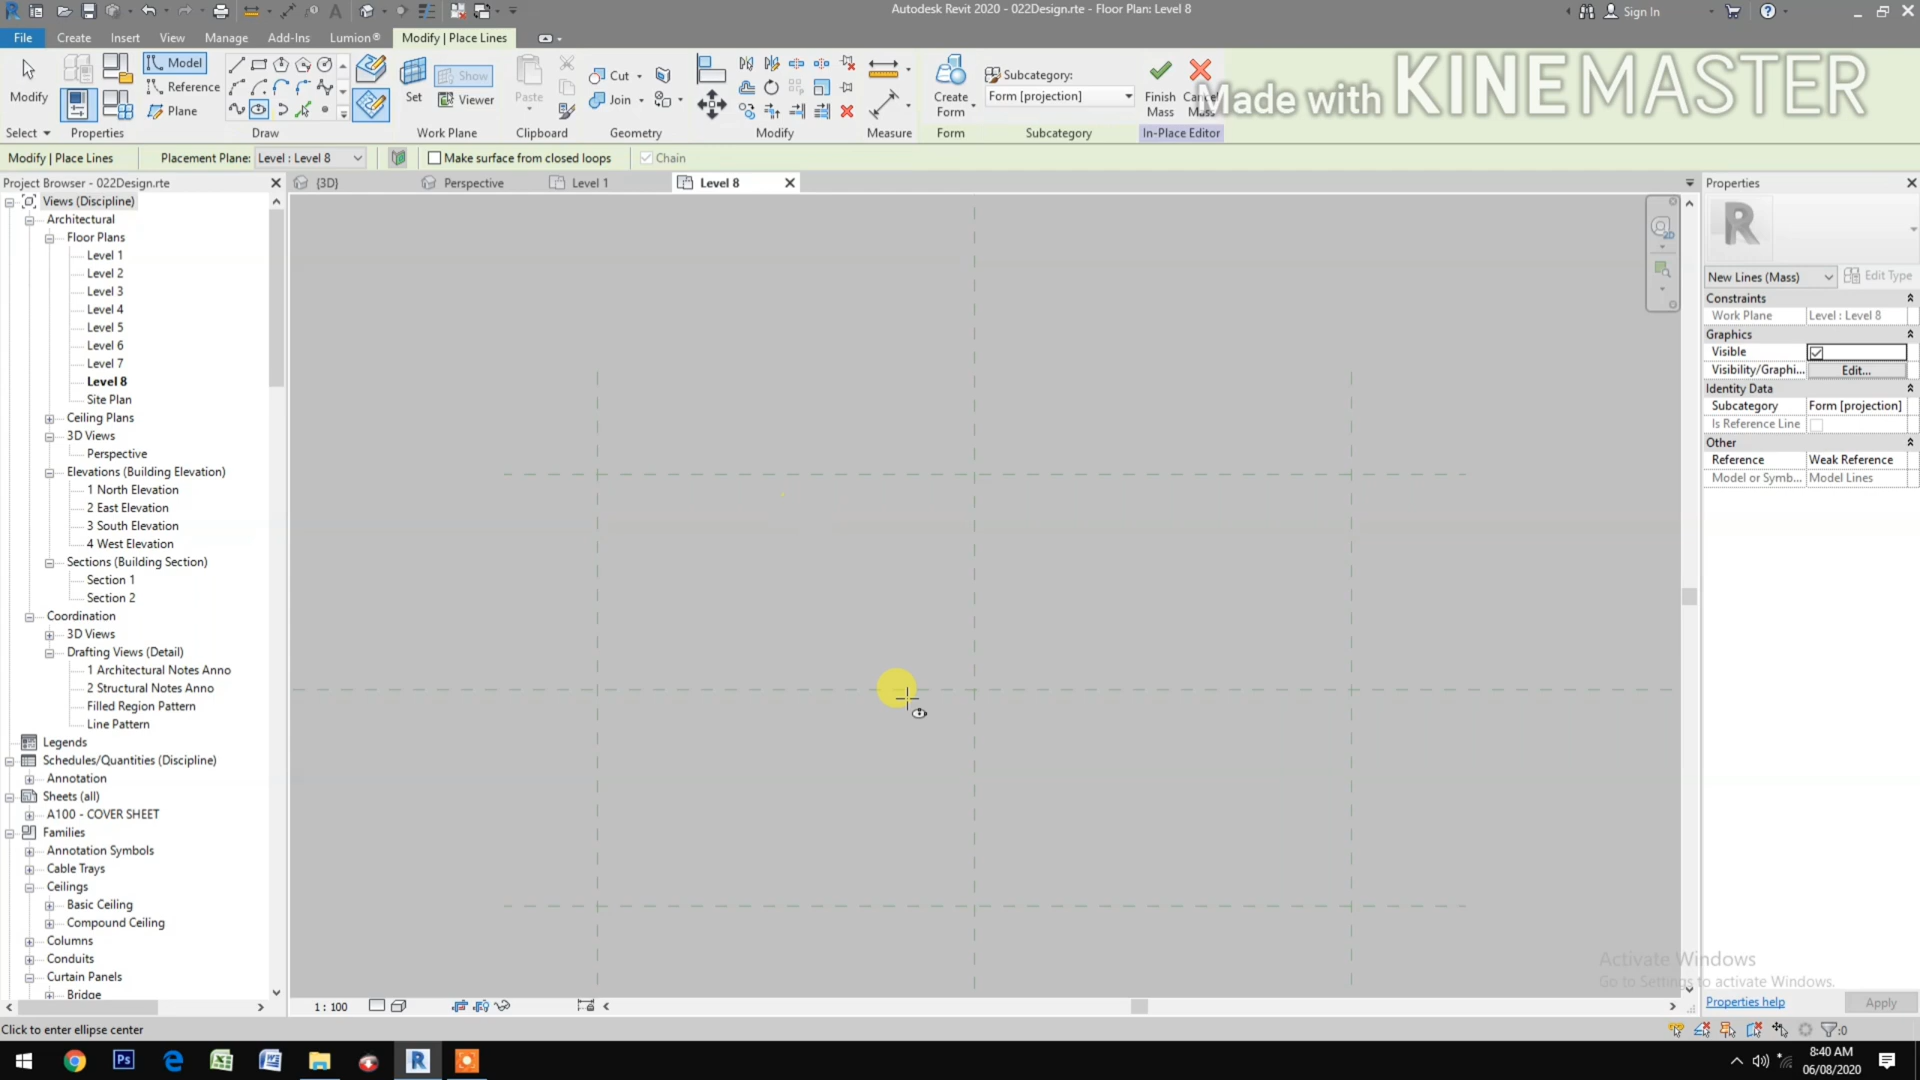 Autodesk Revit 2020 - 022Design.rte - Floor Plan: Level 8
Sign In
File Create Insert View Manage Add-Ins Lumion® Modify | Place Lines
Made with KINEMASTER
Modify
Model
Reference
Plane
Set
Show
Viewer
Paste
Cut
Join
Create Form
Subcategory:
Form [projection]
Finish Mass
Mass
Select Properties Draw Work Plane Clipboard Geometry Modify Measure Form Subcategory In-Place Editor
Modify | Place Lines Placement Plane: Level : Level 8 Make surface from closed loops Chain
Project Browser - 022Design.rte
{3D} Perspective Level 1 Level 8
Properties
Views (Discipline)
Architectural
Floor Plans
Level 1
Level 2
Level 3
Level 4
Level 5
Level 6
Level 7
Level 8
Site Plan
Ceiling Plans
3D Views
Perspective
Elevations (Building Elevation)
1 North Elevation
2 East Elevation
3 South Elevation
4 West Elevation
Sections (Building Section)
Section 1
Section 2
Coordination
3D Views
Drafting Views (Detail)
1 Architectural Notes Anno
2 Structural Notes Anno
Filled Region Pattern
Line Pattern
Legends
Schedules/Quantities (Discipline)
Annotation
Sheets (all)
A100 - COVER SHEET
Families
Annotation Symbols
Cable Trays
Ceilings
Basic Ceiling
Compound Ceiling
Columns
Conduits
Curtain Panels
Bridge
New Lines (Mass) Edit Type
Constraints
Work Plane Level : Level 8
Graphics
Visible
Visibility/Graphi... Edit...
Identity Data
Subcategory Form [projection]
Is Reference Line
Other
Reference Weak Reference
Model or Symb... Model Lines
Activate Windows
Go to Settings to activate Windows.
1 : 100
Properties help Apply
Click to enter ellipse center
:0
8:40 AM
06/08/2020